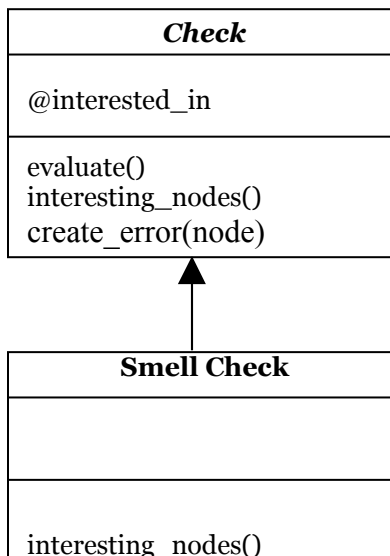 Check
@interested_in
evaluate()
interesting_nodes()
create_error(node)
Smell Check
interesting_nodes()